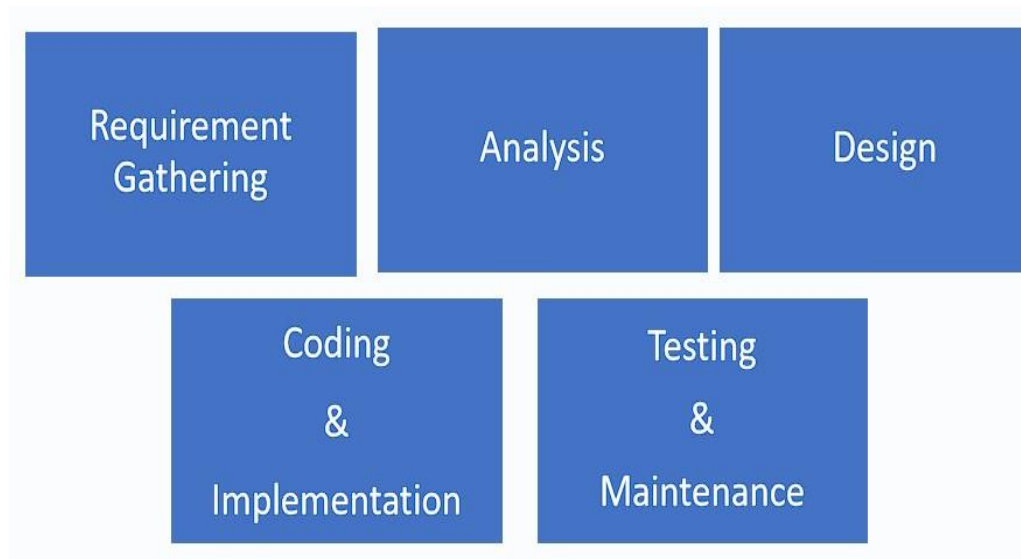 Requirement
Gathering
Analysis
Design
Coding
&
Implementation
Testing
&
Maintenance